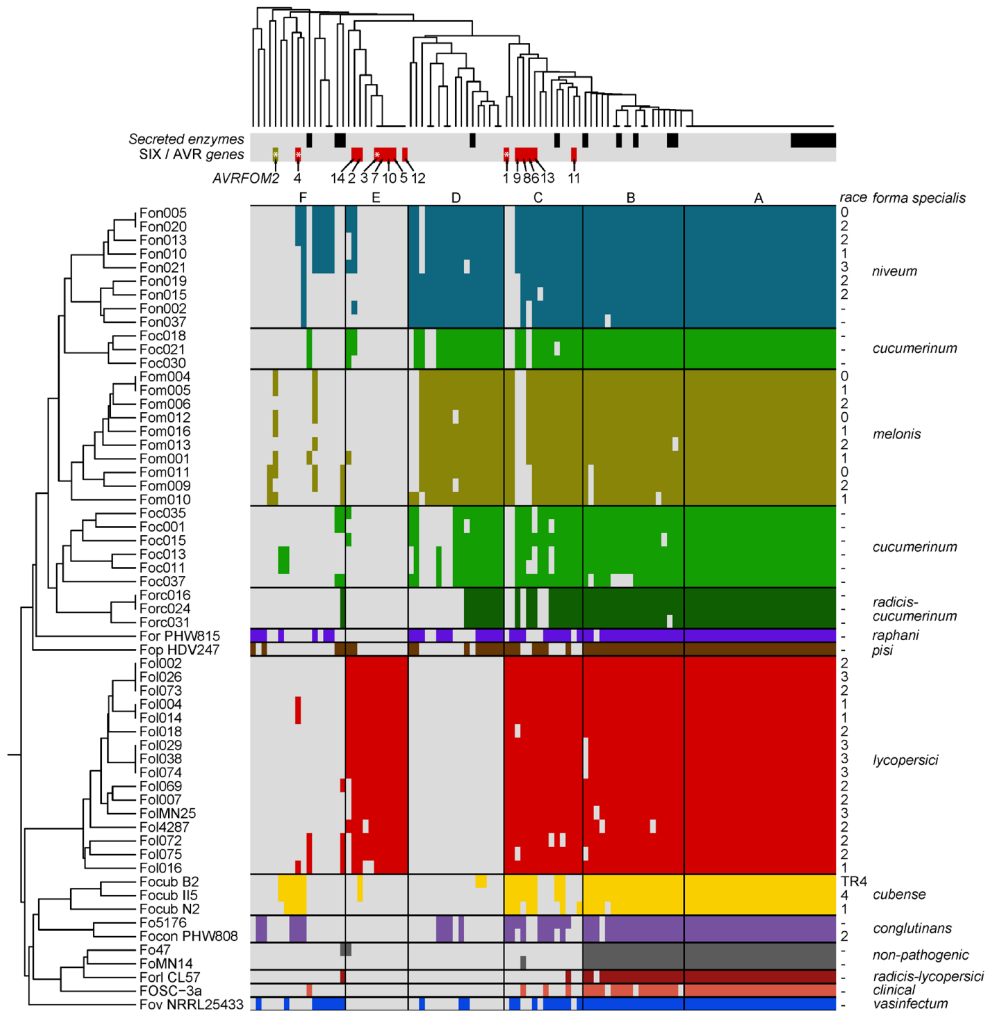 Secreted enzymes
SIX / AVR genes
* * * *
AVRFOM2 4 14 2 3 7 10 5 12 1 9 8 6 13 11
F E D C B A race forma specialis
Fon005 0
Fon020 2
Fon013 2
Fon010 1
Fon021 3 niveum
Fon019 2
Fon015 2
Fon002 -
Fon037 -
Foc018 -
Foc021 - cucumerinum
Foc030 -
Fom004 0
Fom005 1
Fom006 2
Fom012 0
Fom016 1 melonis
Fom013 2
Fom001 1
Fom011 0
Fom009 2
Fom010 1
Foc035 -
Foc001 -
Foc015 - cucumerinum
Foc013 -
Foc011 -
Foc037 -
Forc016 - radicis-
Forc024 - cucumerinum
Forc031 -
For PHW815 - raphani
Fop HDV247 - pisi
Fol002 2
Fol026 3
Fol073 2
Fol004 1
Fol014 1
Fol018 2
Fol029 3
Fol038 3 lycopersici
Fol074 3
Fol069 2
Fol007 2
FolMN25 3
Fol4287 2
Fol072 2
Fol075 2
Fol016 1
Focub B2 TR4
Focub II5 4 cubense
Focub N2 1
Fo5176 - conglutinans
Focon PHW808 2
Fo47 - non-pathogenic
FoMN14 -
Forl CL57 - radicis-lycopersici
FOSC-3a - clinical
Fov NRRL25433 - vasinfectum